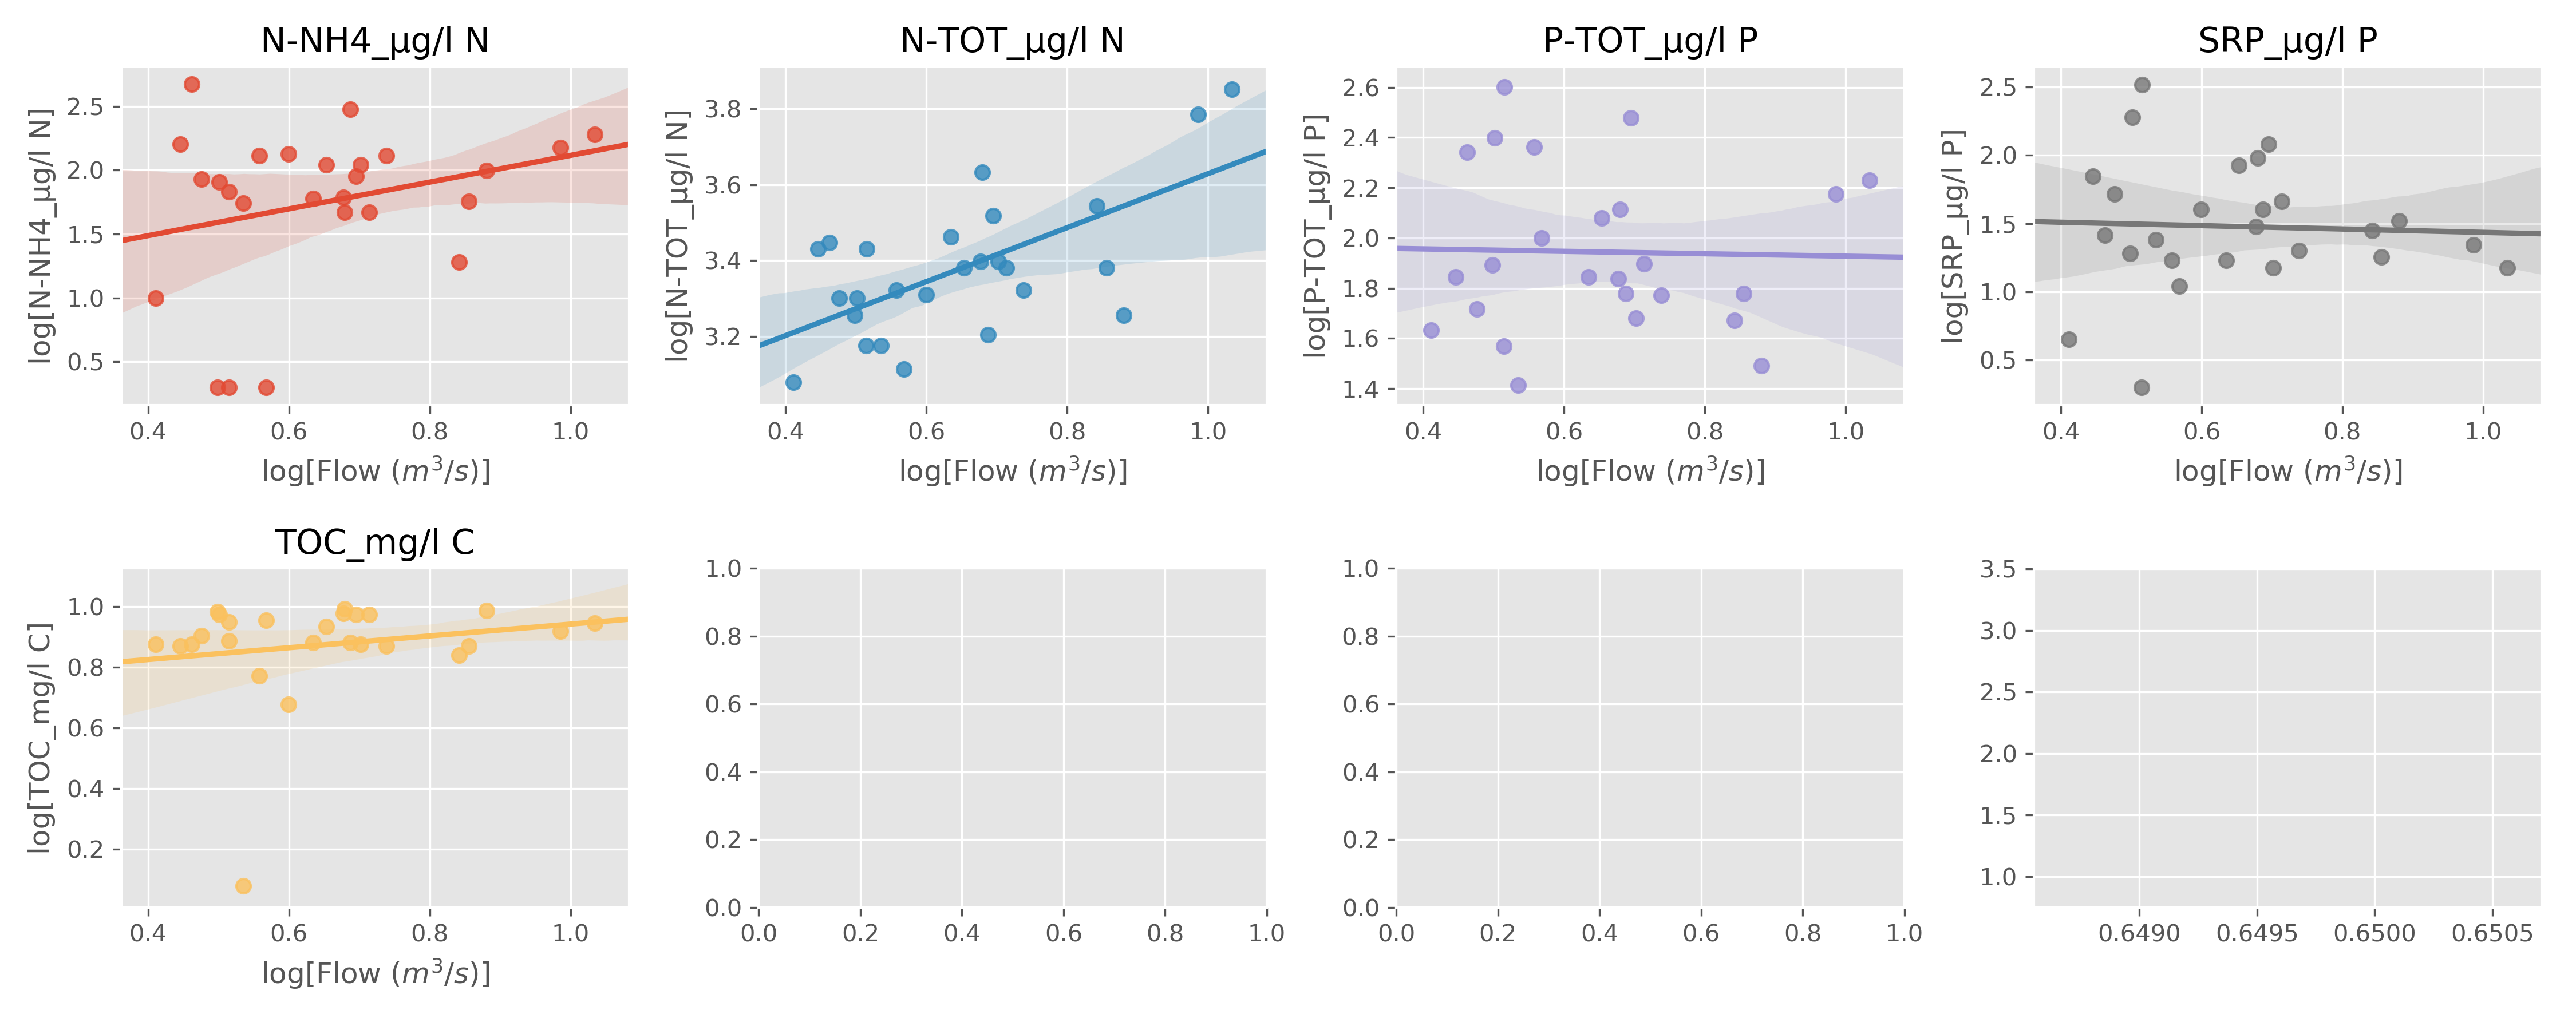 N-NH4_µg/l N
N-TOT_µg/l N
P-TOT_µg/l P
SRP_µg/l P
log[N-NH4_µg/l N]
2.5
2.0
1.5
1.0
0.5
0.4 0.6 0.8 1.0
log[Flow (m³/s)]
log[N-TOT_µg/l N]
3.8
3.6
3.4
3.2
0.4 0.6 0.8 1.0
log[Flow (m³/s)]
log[P-TOT_µg/l P]
2.6
2.4
2.2
2.0
1.8
1.6
1.4
0.4 0.6 0.8 1.0
log[Flow (m³/s)]
log[SRP_µg/l P]
2.5
2.0
1.5
1.0
0.5
0.4 0.6 0.8 1.0
log[Flow (m³/s)]
TOC_mg/l C
log[TOC_mg/l C]
1.0
0.8
0.6
0.4
0.2
0.4 0.6 0.8 1.0
log[Flow (m³/s)]
1.0
0.8
0.6
0.4
0.2
0.0
0.0 0.2 0.4 0.6 0.8 1.0
1.0
0.8
0.6
0.4
0.2
0.0
0.0 0.2 0.4 0.6 0.8 1.0
3.5
3.0
2.5
2.0
1.5
1.0
0.6490 0.6495 0.6500 0.6505